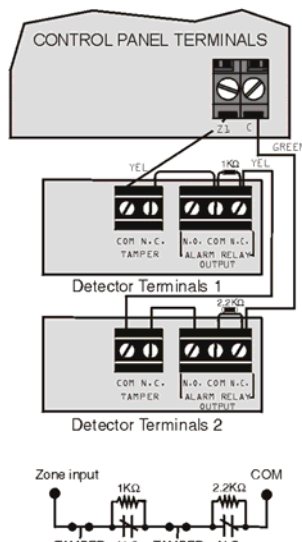 CONTROL PANEL TERMINALS
Z1 C
GREEN
YEL 1KΩ YEL
COM N.C. N.O. COM N.C.
TAMPER ALARM RELAY
OUTPUT
Detector Terminals 1
2.2KΩ
COM N.C. N.O. COM N.C.
TAMPER ALARM RELAY
OUTPUT
Detector Terminals 2
Zone input COM
1KΩ 2.2KΩ